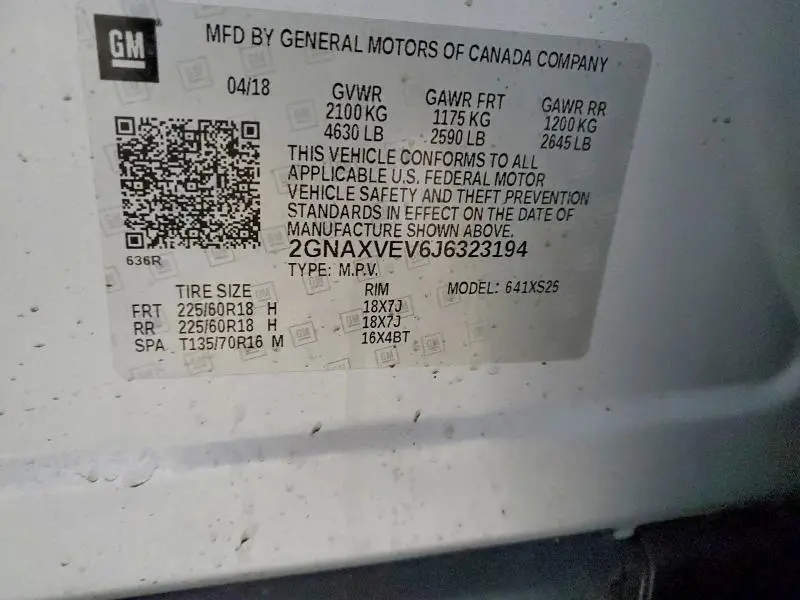 GM
MFD BY GENERAL MOTORS OF CANADA COMPANY
04/18
GVWR GAWR FRT GAWR RR
2100 KG 1175 KG 1200 KG
4630 LB 2590 LB 2645 LB
THIS VEHICLE CONFORMS TO ALL
APPLICABLE U.S. FEDERAL MOTOR
VEHICLE SAFETY AND THEFT PREVENTION
STANDARDS IN EFFECT ON THE DATE OF
MANUFACTURE SHOWN ABOVE.
636R
2GNAXVEV6J6323194
TYPE: M.P.V.
TIRE SIZE RIM MODEL: 641XS26
FRT 225/60R18 H 18X7J
RR 225/60R18 H 18X7J
SPA T135/70R16 M 16X4BT